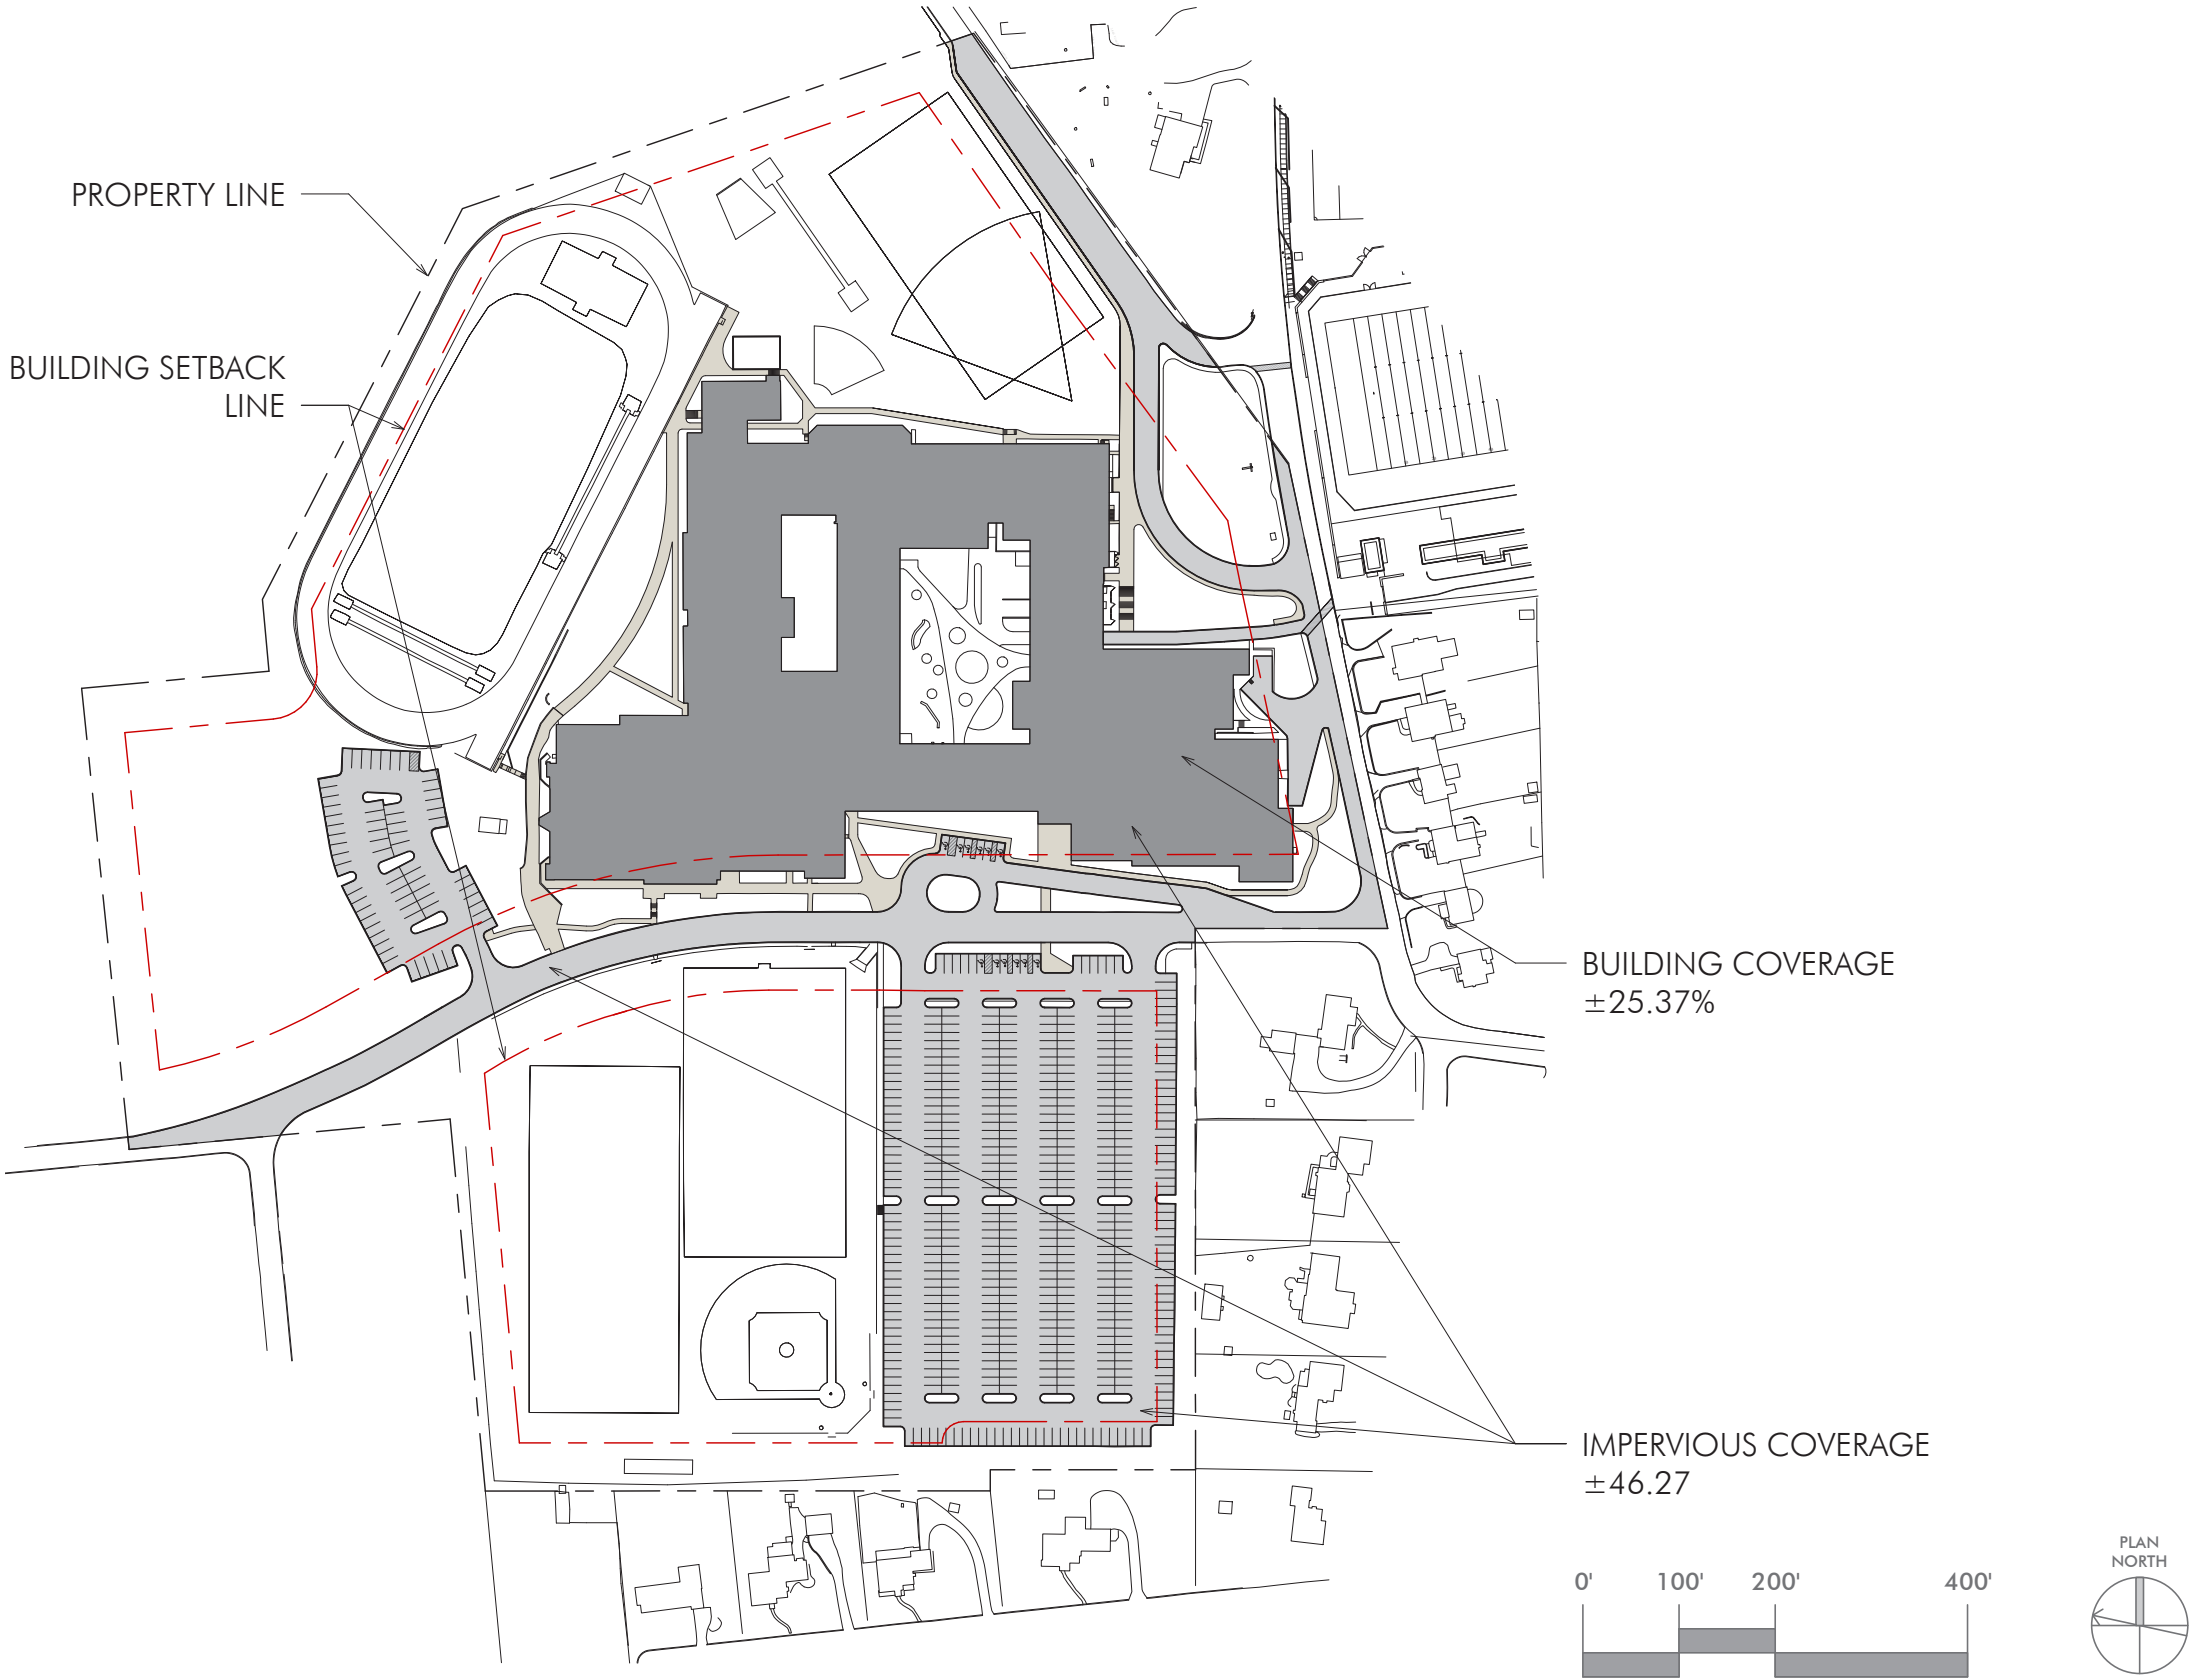 PROPERTY LINE
BUILDING SETBACK
LINE
BUILDING COVERAGE
±25.37%
IMPERVIOUS COVERAGE
±46.27
PLAN
NORTH
0' 100' 200' 400'